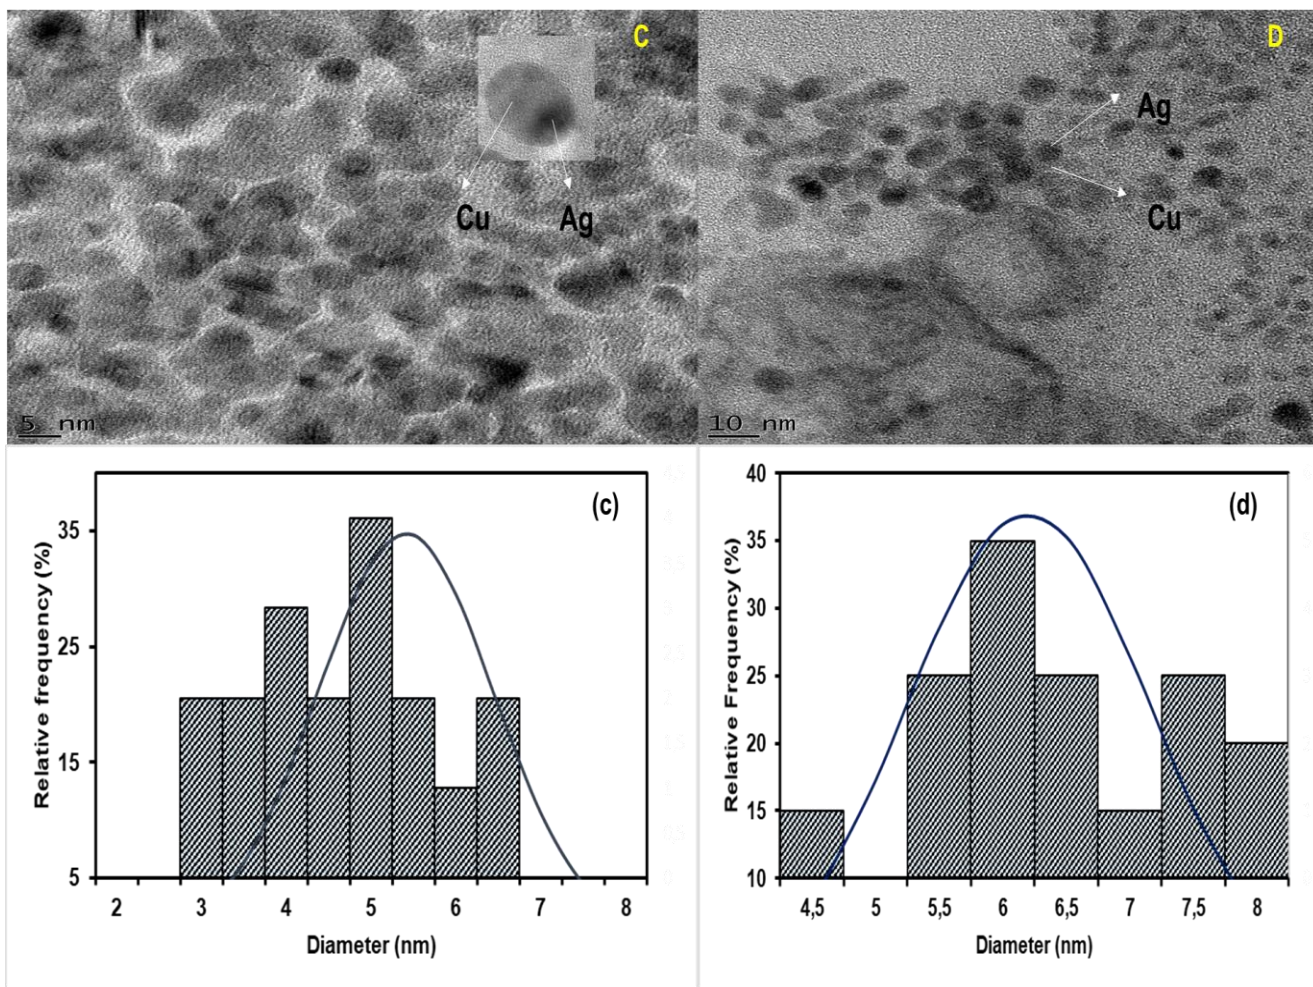 C
Cu
Ag
5 nm
D
Ag
Cu
10 nm
(c)
Relative frequency (%)
35
25
15
5
2 3 4 5 6 7 8
Diameter (nm)
(d)
Relative Frequency (%)
40
35
30
25
20
15
10
4,5 5 5,5 6 6,5 7 7,5 8
Diameter (nm)